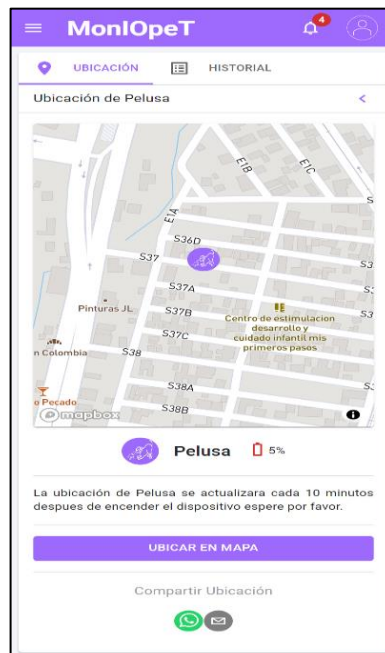 MonIOpeT
4
UBICACIÓN
HISTORIAL
Ubicación de Pelusa
E1B
E1C
E1A
S
S36D
S37
S3
S37A
S3
Pinturas JL
S37B
Centro de estimulacion
desarrollo y
cuidado infantil mis
primeros pasos
S3
S37C
n Colombia
S38
S38A
S
o Pecado
S38B
mapbox
Pelusa
5%
La ubicación de Pelusa se actualizara cada 10 minutos
despues de encender el dispositivo espere por favor.
UBICAR EN MAPA
Compartir Ubicación